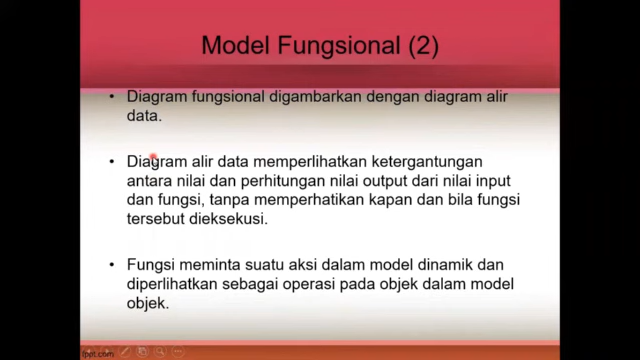 Model Fungsional (2)
• Diagram fungsional digambarkan dengan diagram alir
data.
• Diagram alir data memperlihatkan ketergantungan
antara nilai dan perhitungan nilai output dari nilai input
dan fungsi, tanpa memperhatikan kapan dan bila fungsi
tersebut dieksekusi.
• Fungsi meminta suatu aksi dalam model dinamik dan
diperlihatkan sebagai operasi pada objek dalam model
objek.
fppt.com